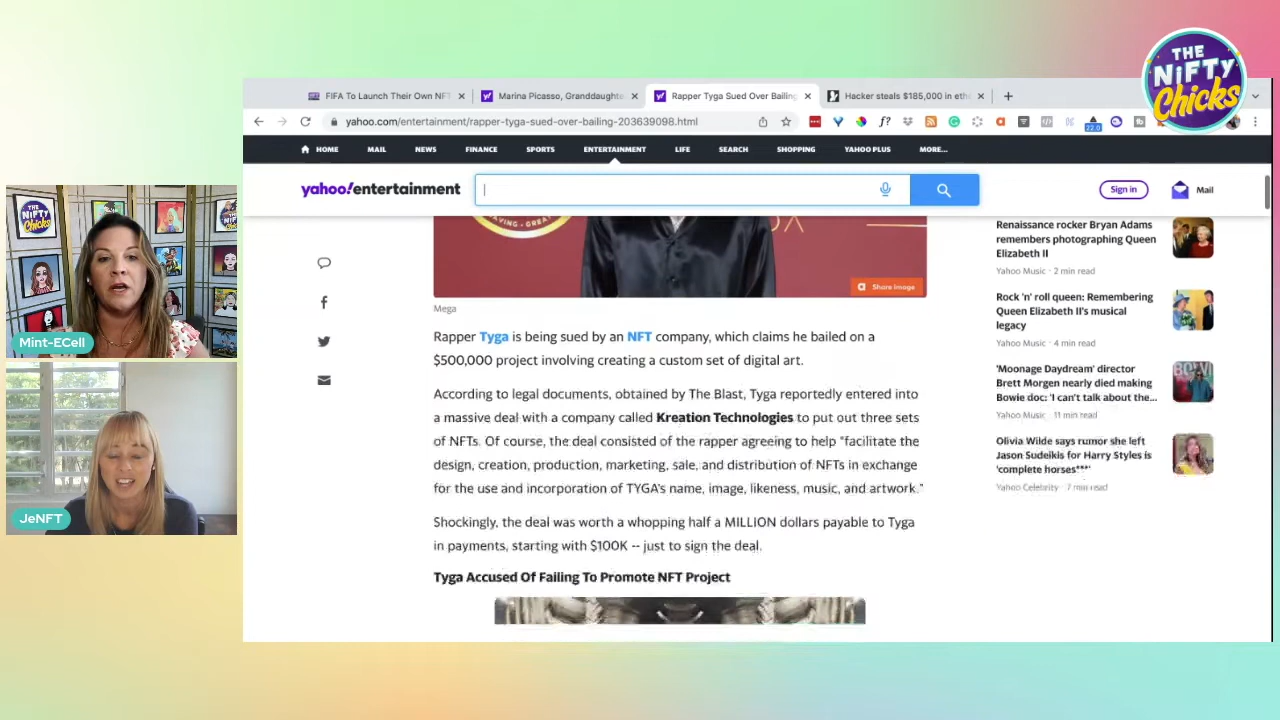 THE
NiFTy
Chicks
FIFA To Launch Their Own NFT
Marina Picasso, Granddaughte
Rapper Tyga Sued Over Bailing
Hacker steals $185,000 in eth
yahoo.com/entertainment/rapper-tyga-sued-over-bailing-203639098.html
22.0
HOME MAIL NEWS FINANCE SPORTS ENTERTAINMENT LIFE SEARCH SHOPPING YAHOO PLUS MORE...
yahoo!entertainment
Sign in
Mail
Share Image
Mega
Rapper Tyga is being sued by an NFT company, which claims he bailed on a
$500,000 project involving creating a custom set of digital art.
According to legal documents, obtained by The Blast, Tyga reportedly entered into
a massive deal with a company called Kreation Technologies to put out three sets
of NFTs. Of course, the deal consisted of the rapper agreeing to help "facilitate the
design, creation, production, marketing, sale, and distribution of NFTs in exchange
for the use and incorporation of TYGA's name, image, likeness, music, and artwork."
Shockingly, the deal was worth a whopping half a MILLION dollars payable to Tyga
in payments, starting with $100K -- just to sign the deal.
Tyga Accused Of Failing To Promote NFT Project
Renaissance rocker Bryan Adams
remembers photographing Queen
Elizabeth II
Yahoo Music · 2 min read
Rock 'n' roll queen: Remembering
Queen Elizabeth II's musical
legacy
Yahoo Music · 4 min read
'Moonage Daydream' director
Brett Morgen nearly died making
Bowie doc: 'I can't talk about the...
Yahoo Music · 11 min read
Olivia Wilde says rumor she left
Jason Sudeikis for Harry Styles is
'complete horses***'
Yahoo Celebrity · 7 min read
Mint-ECell
JeNFT